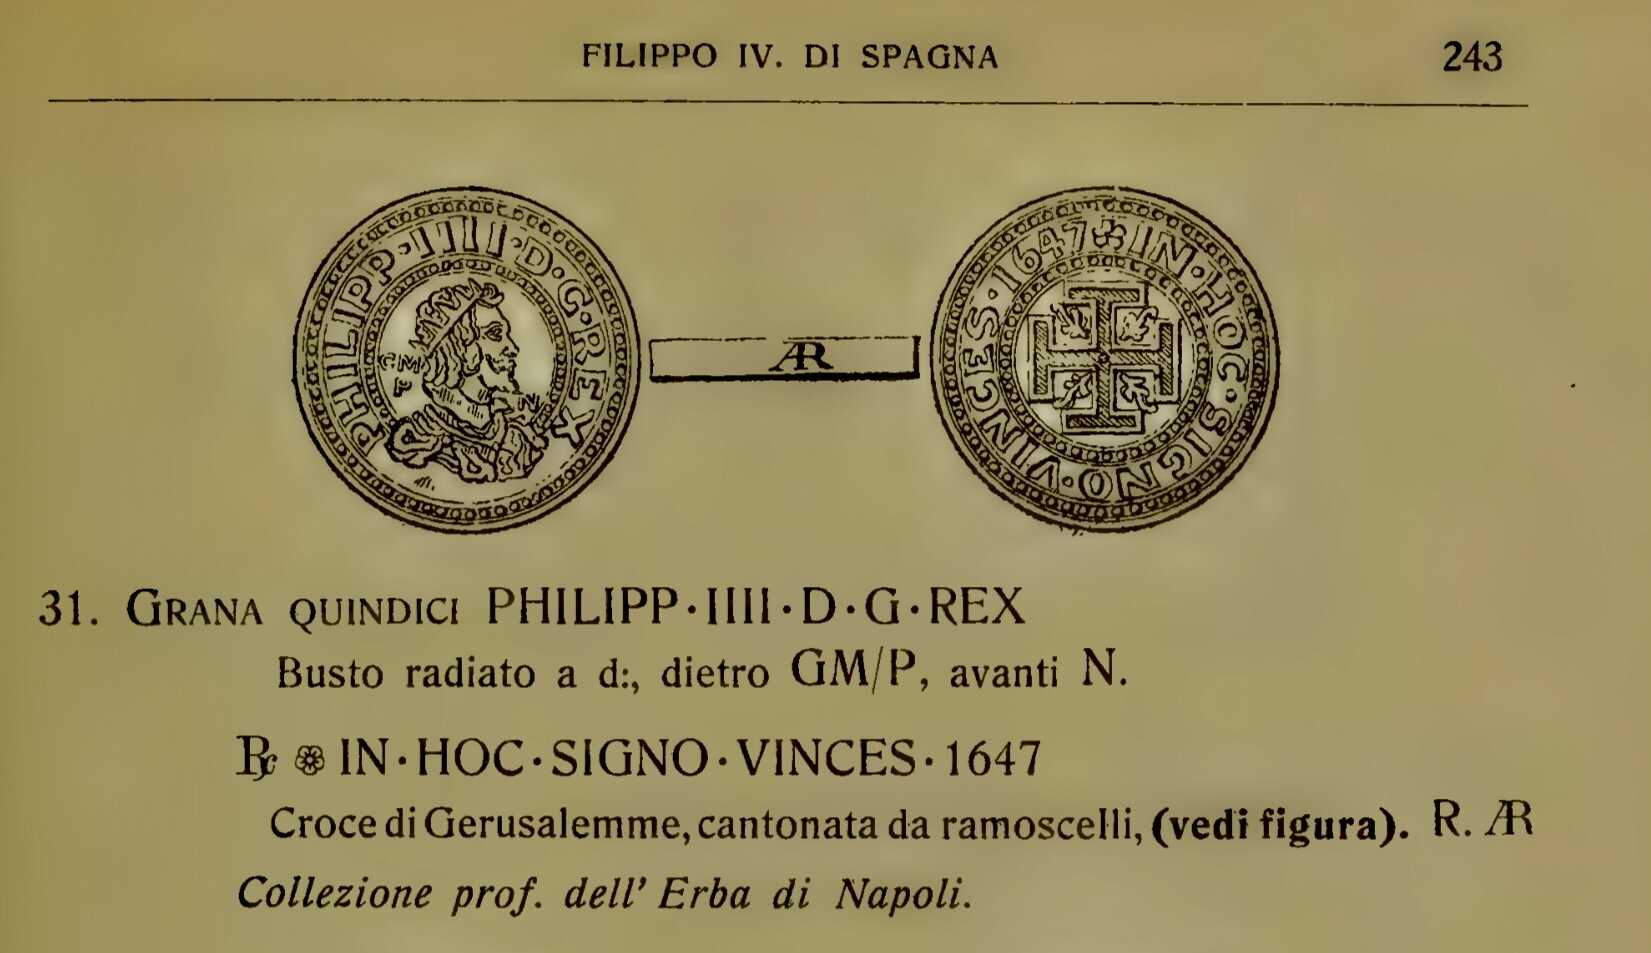 FILIPPO IV. DI SPAGNA 243
PHILIPP·IIII·D·G·REX
GM
P
N
ÆR
IN·HOC·SIGNO·VINCES·1647
31. GRANA QUINDICI PHILIPP·IIII·D·G·REX
Busto radiato a d:, dietro GM/P, avanti N.
℞ ❁ IN·HOC·SIGNO·VINCES·1647
Croce di Gerusalemme, cantonata da ramoscelli, (vedi figura). R. ÆR
Collezione prof. dell' Erba di Napoli.